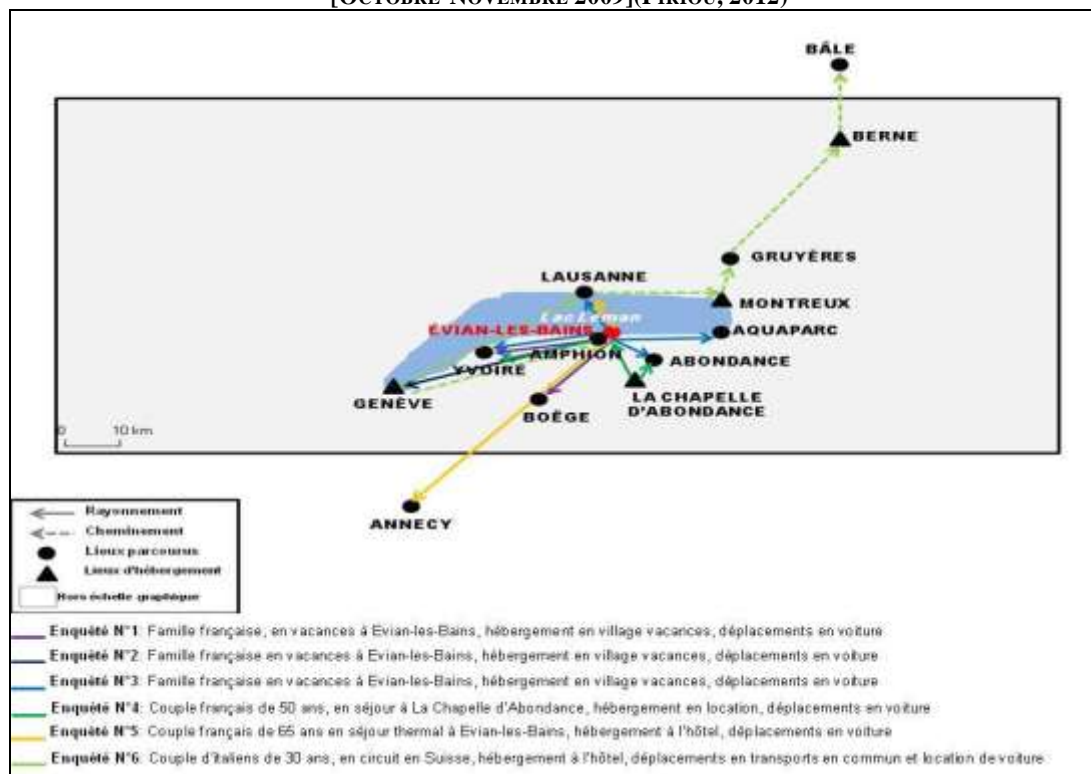 [OCTOBRE-NOVEMBRE 2009](PIRIOU, 2012)
BÂLE
BERNE
GRUYÈRES
LAUSANNE
MONTREUX
Lac Leman
ÉVIAN-LES-BAINS
AQUAPARC
AMPHION
ABONDANCE
YVOIRE
GENÈVE
LA CHAPELLE
D'ABONDANCE
BOËGE
0 10 km
ANNECY
Rayonnement
Cheminement
Lieux parcourus
Lieux d'hébergement
Hors échelle graphique
Enquêté N°1: Famille française, en vacances à Evian-les-Bains, hébergement en village vacances, déplacements en voiture
Enquêté N°2: Famille française en vacances à Evian-les-Bains, hébergement en village vacances, déplacements en voiture
Enquêté N°3: Famille française en vacances à Evian-les-Bains, hébergement en village vacances, déplacements en voiture
Enquêté N°4: Couple français de 50 ans, en séjour à La Chapelle d'Abondance, hébergement en location, déplacements en voiture
Enquêté N°5: Couple français de 65 ans en séjour thermal à Evian-les-Bains, hébergement à l'hôtel, déplacements en voiture
Enquêté N°6: Couple d'italiens de 30 ans, en circuit en Suisse, hébergement à l'hôtel, déplacements en transports en commun et location de voiture